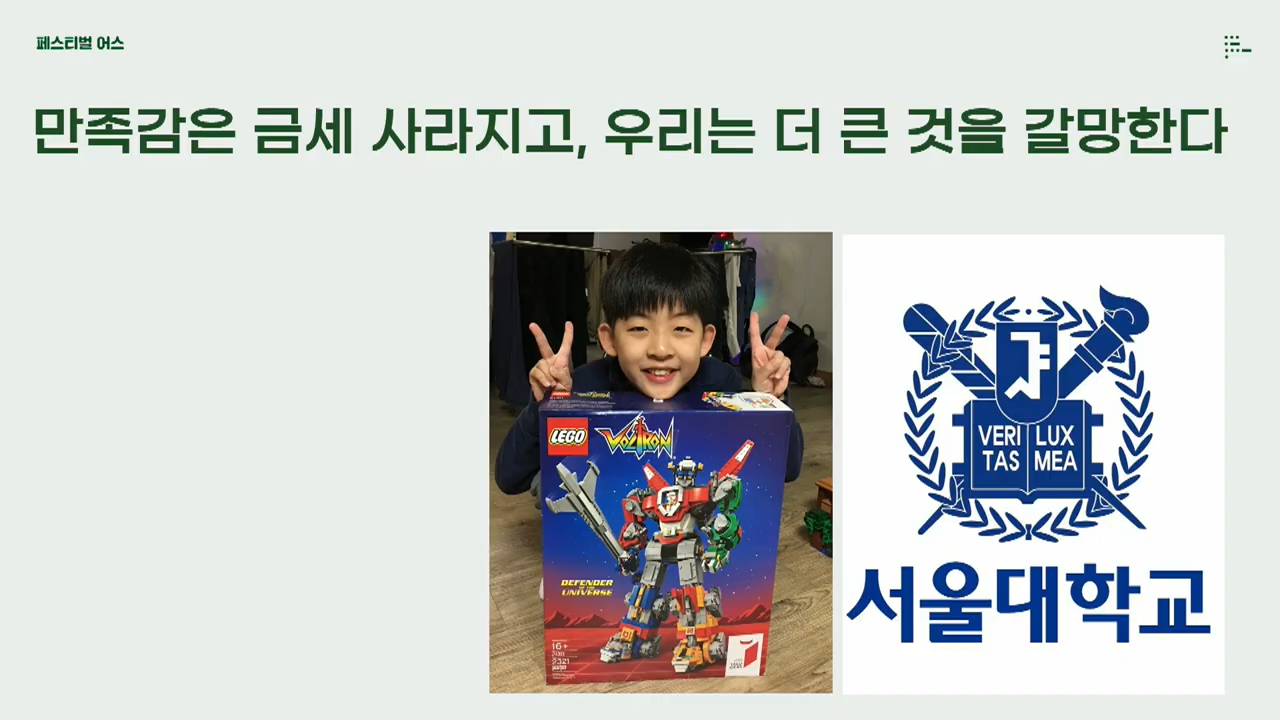 페스티벌 어스
만족감은 금세 사라지고, 우리는 더 큰 것을 갈망한다
LEGO VOLTRON
DEFENDER
OF THE
UNIVERSE
16+
2321
VERI LUX
TAS MEA
서울대학교